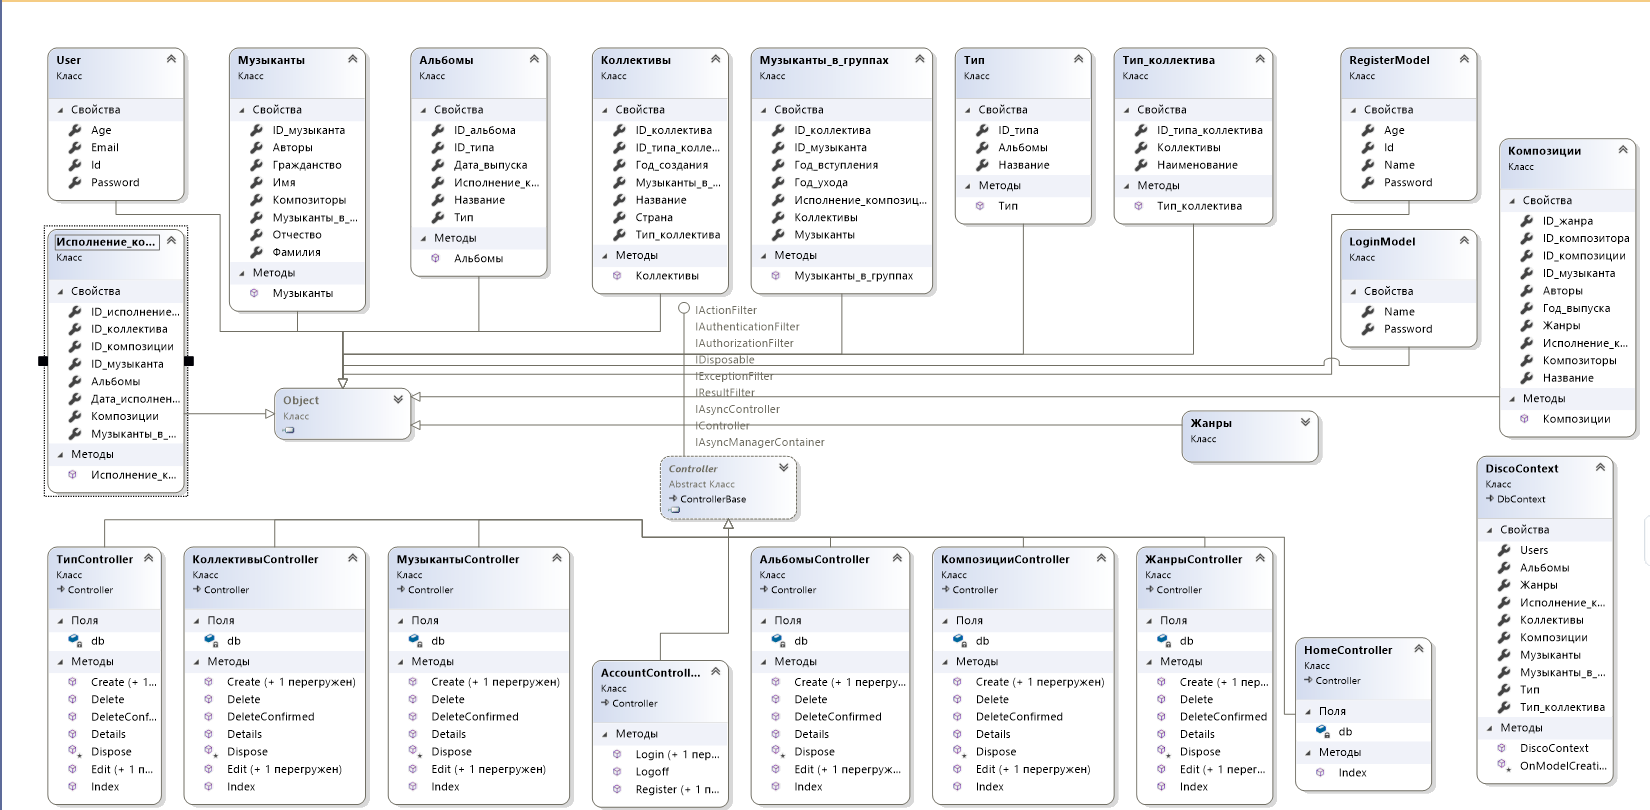 User
Класс
Свойства
Age
Email
Id
Password
Музыканты
Класс
Свойства
ID_музыканта
Авторы
Гражданство
Имя
Композиторы
Музыканты_в_...
Отчество
Фамилия
Методы
Музыканты
Альбомы
Класс
Свойства
ID_альбома
ID_типа
Дата_выпуска
Исполнение_к...
Название
Тип
Методы
Альбомы
Коллективы
Класс
Свойства
ID_коллектива
ID_типа_колле...
Год_создания
Музыканты_в_...
Название
Страна
Тип_коллектива
Методы
Коллективы
Музыканты_в_группах
Класс
Свойства
ID_коллектива
ID_музыканта
Год_вступления
Год_ухода
Исполнение_композиц...
Коллективы
Музыканты
Методы
Музыканты_в_группах
Тип
Класс
Свойства
ID_типа
Альбомы
Название
Методы
Тип
Тип_коллектива
Класс
Свойства
ID_типа_коллектива
Коллективы
Наименование
Методы
Тип_коллектива
RegisterModel
Класс
Свойства
Age
Id
Name
Password
Композиции
Класс
Свойства
ID_жанра
ID_композитора
ID_композиции
ID_музыканта
Авторы
Год_выпуска
Жанры
Исполнение_к...
Композиторы
Название
Методы
Композиции
Исполнение_ко...
Класс
Свойства
ID_исполнение...
ID_коллектива
ID_композиции
ID_музыканта
Альбомы
Дата_исполнен...
Композиции
Музыканты_в_...
Методы
Исполнение_к...
LoginModel
Класс
Свойства
Name
Password
IActionFilter
IAuthenticationFilter
IAuthorizationFilter
IDisposable
IExceptionFilter
IResultFilter
IAsyncController
IController
IAsyncManagerContainer
Object
Класс
Жанры
Класс
Controller
Abstract Класс
ControllerBase
DiscoContext
Класс
DbContext
Свойства
Users
Альбомы
Жанры
Исполнение_к...
Коллективы
Композиции
Музыканты
Музыканты_в_...
Тип
Тип_коллектива
Методы
DiscoContext
OnModelCreati...
ТипController
Класс
Controller
Поля
db
Методы
Create (+ 1...
Delete
DeleteConf...
Details
Dispose
Edit (+ 1 п...
Index
КоллективыController
Класс
Controller
Поля
db
Методы
Create (+ 1 перегружен)
Delete
DeleteConfirmed
Details
Dispose
Edit (+ 1 перегружен)
Index
МузыкантыController
Класс
Controller
Поля
db
Методы
Create (+ 1 перегружен)
Delete
DeleteConfirmed
Details
Dispose
Edit (+ 1 перегружен)
Index
AccountControll...
Класс
Controller
Методы
Login (+ 1 пер...
Logoff
Register (+ 1 п...
АльбомыController
Класс
Controller
Поля
db
Методы
Create (+ 1 перегру...
Delete
DeleteConfirmed
Details
Dispose
Edit (+ 1 перегруж...
Index
КомпозицииController
Класс
Controller
Поля
db
Методы
Create (+ 1 перегружен)
Delete
DeleteConfirmed
Details
Dispose
Edit (+ 1 перегружен)
Index
ЖанрыController
Класс
Controller
Поля
db
Методы
Create (+ 1 пер...
Delete
DeleteConfirmed
Details
Dispose
Edit (+ 1 перег...
Index
HomeController
Класс
Controller
Поля
db
Методы
Index